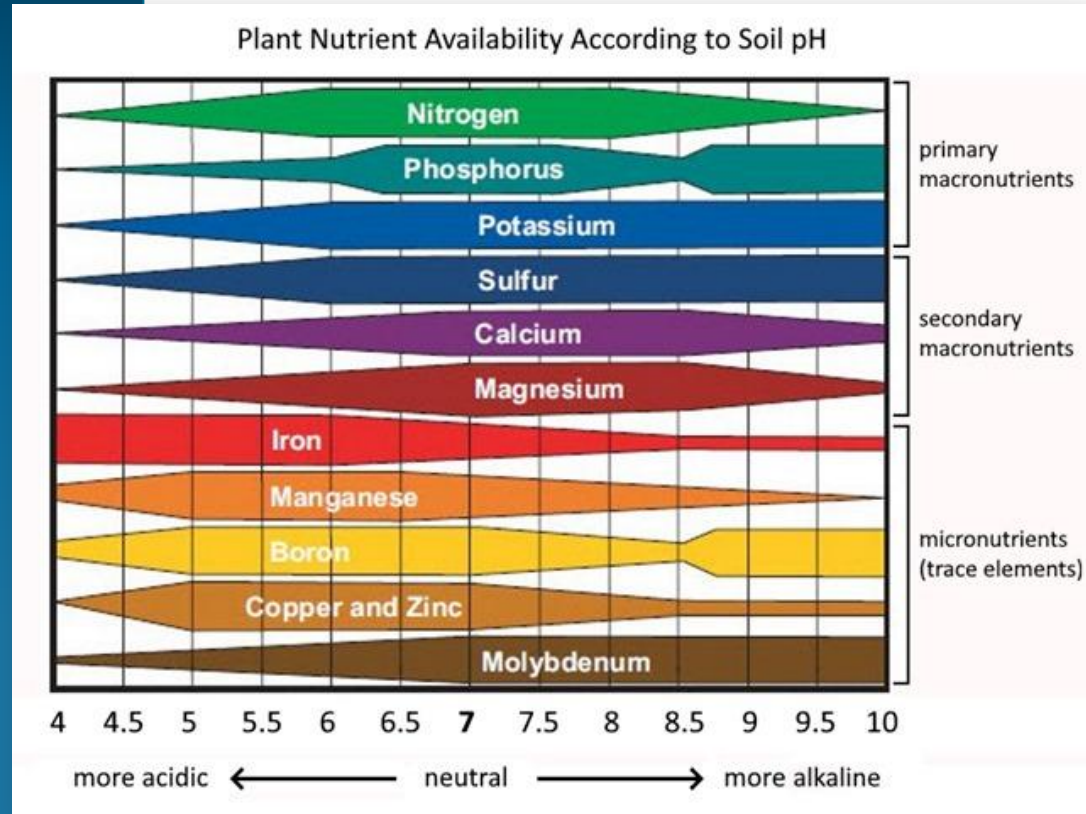 Plant Nutrient Availability According to Soil pH
Nitrogen
Phosphorus
Potassium
primary
macronutrients
Sulfur
Calcium
Magnesium
secondary
macronutrients
Iron
Manganese
Boron
Copper and Zinc
Molybdenum
micronutrients
(trace elements)
4 4.5 5 5.5 6 6.5 7 7.5 8 8.5 9 9.5 10
more acidic neutral more alkaline